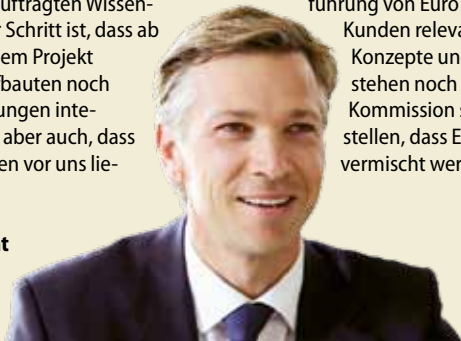 uftragten Wissen-
r Schritt ist, dass ab
em Projekt
fbauten noch
ungen inte-
aber auch, dass
en vor uns lie-
t
führung von Euro
Kunden releva
Konzepte un
stehen noch
Kommission s
stellen, dass E
vermischt wer